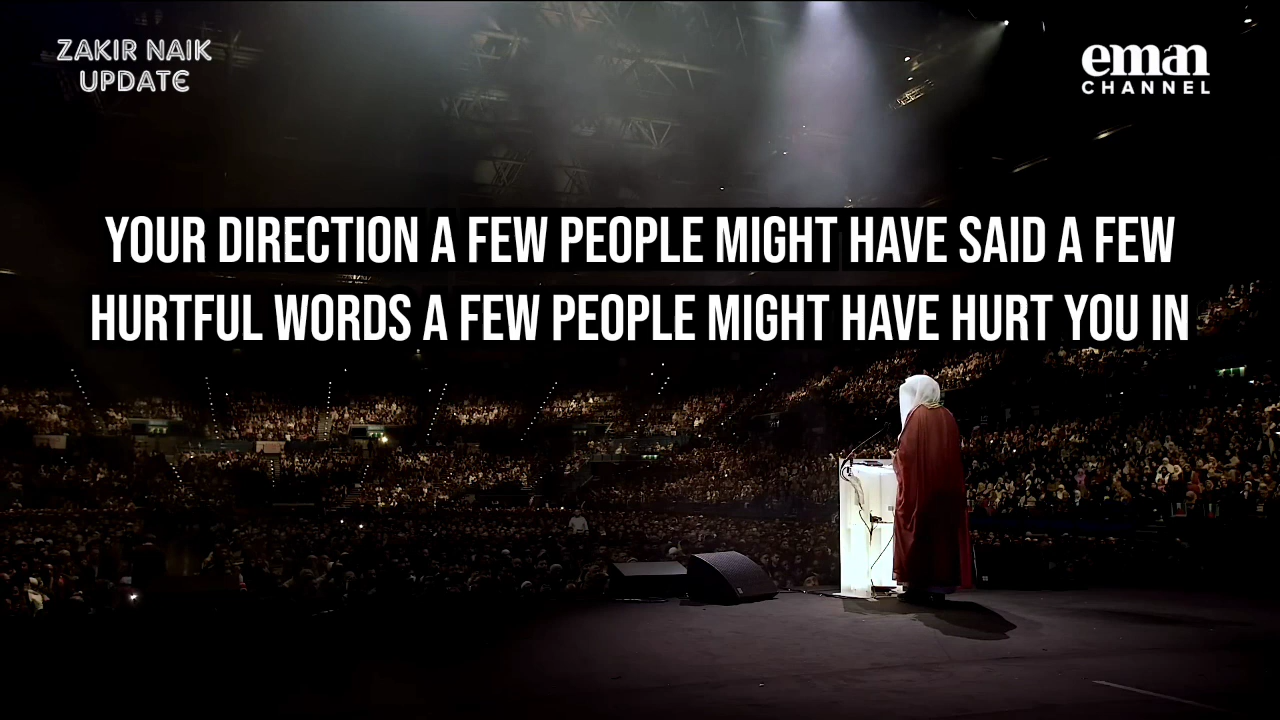 ZAKIR NAIK
UPDATE
eman
CHANNEL
YOUR DIRECTION A FEW PEOPLE MIGHT HAVE SAID A FEW
HURTFUL WORDS A FEW PEOPLE MIGHT HAVE HURT YOU IN